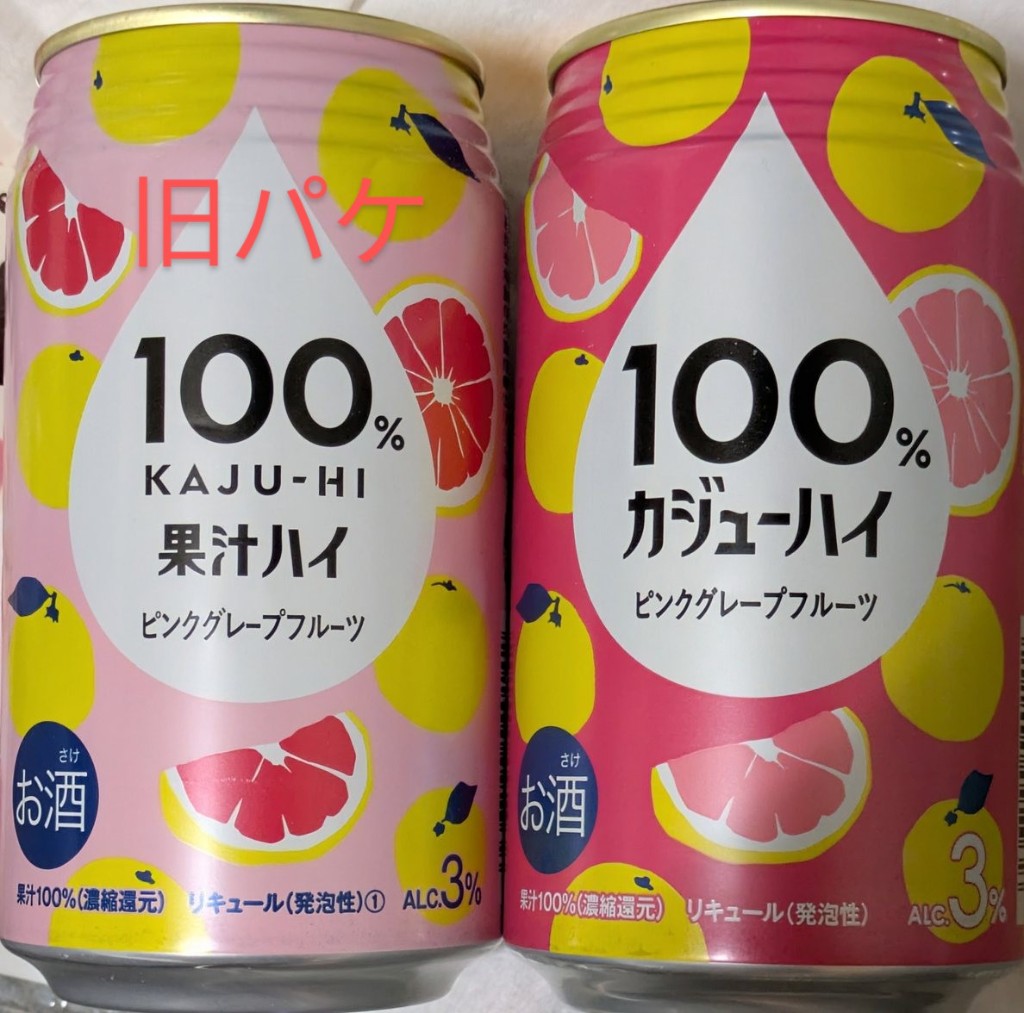 旧パケ
100%
KAJU-HI
果汁ハイ
ピンクグレープフルーツ
さけ
お酒
果汁100%(濃縮還元) リキュール(発泡性)① ALC.3%
100%
カジューハイ
ピンクグレープフルーツ
さけ
お酒
果汁100%(濃縮還元) リキュール(発泡性) ALC.3%